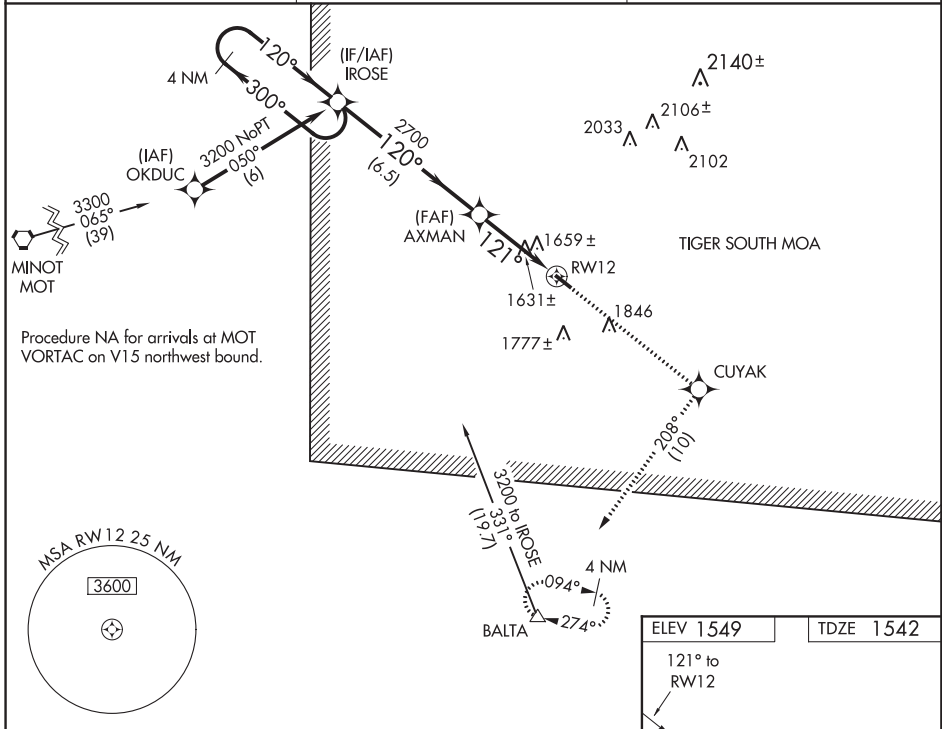 120°
4 NM
300°
(IF/IAF)
IROSE
3200 NoPT
050°
(6)
(IAF)
OKDUC
3300
065°
(39)
MINOT
MOT
2700
120°
(6.5)
(FAF)
AXMAN
121°
2140±
2106±
2033
2102
1659±
TIGER SOUTH MOA
RW12
1631±
1846
1777±
Procedure NA for arrivals at MOT
VORTAC on V15 northwest bound.
CUYAK
208°
(10)
3200 to IROSE
331°
(19.7)
4 NM
094°
274°
BALTA
MSA RW12 25 NM
3600
ELEV 1549
TDZE 1542
121° to
RW12